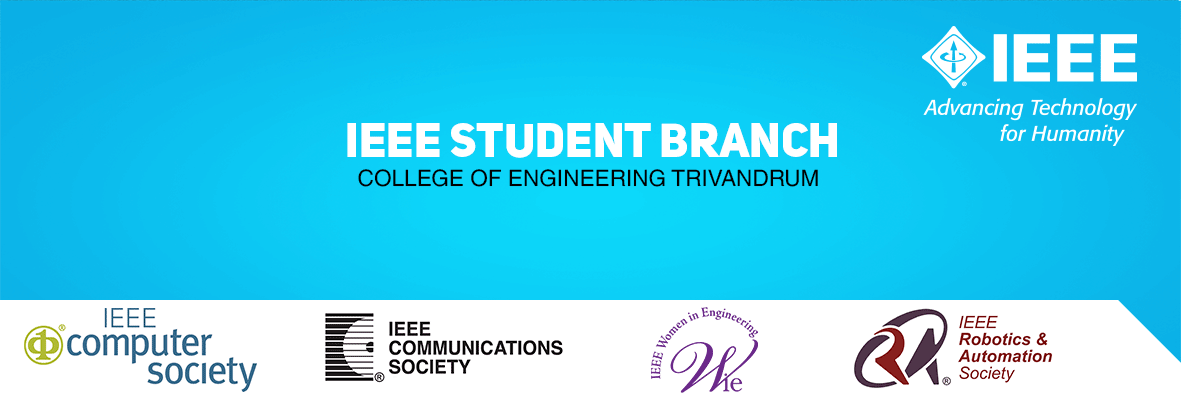 IEEE
®
Advancing Technology
for Humanity
IEEE STUDENT BRANCH
COLLEGE OF ENGINEERING TRIVANDRUM
IEEE
®computer
society
®
IEEE
COMMUNICATIONS
SOCIETY
IEEE Women in Engineering
Wie
RA
®
IEEE
Robotics &
Automation
Society